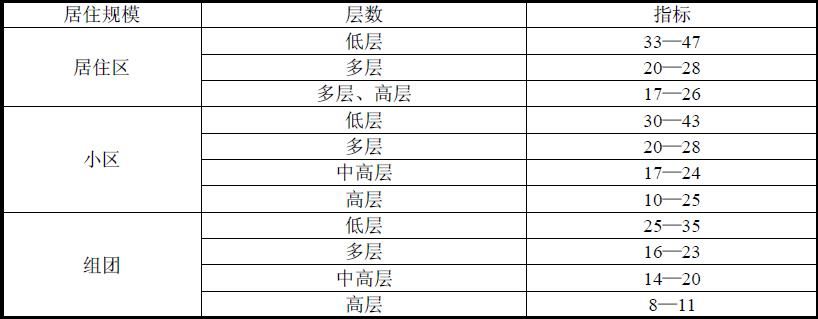 居住规模 层数 指标
居住区 低层 33—47
多层 20—28
多层、高层 17—26
小区 低层 30—43
多层 20—28
中高层 17—24
高层 10—25
组团 低层 25—35
多层 16—23
中高层 14—20
高层 8—11